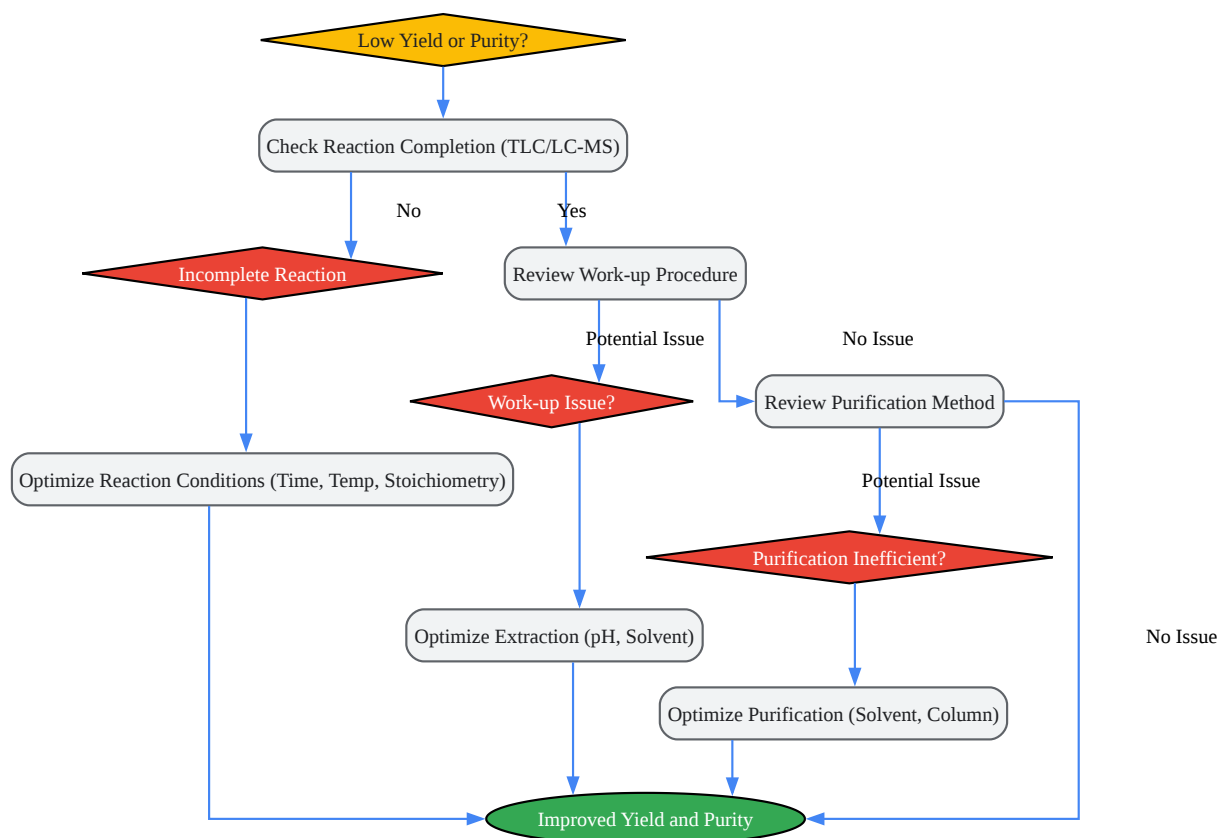 Low Yield or Purity?
Check Reaction Completion (TLC/LC-MS)
No
Yes
Incomplete Reaction
Review Work-up Procedure
Potential Issue
No Issue
Work-up Issue?
Review Purification Method
Optimize Reaction Conditions (Time, Temp, Stoichiometry)
Potential Issue
Purification Inefficient?
Optimize Extraction (pH, Solvent)
No Issue
Optimize Purification (Solvent, Column)
Improved Yield and Purity